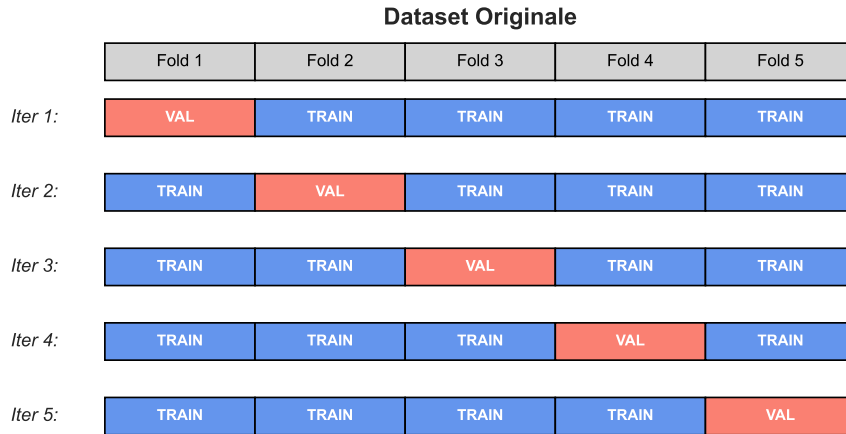 Dataset Originale
Fold 1 Fold 2 Fold 3 Fold 4 Fold 5
Iter 1: VAL TRAIN TRAIN TRAIN TRAIN
Iter 2: TRAIN VAL TRAIN TRAIN TRAIN
Iter 3: TRAIN TRAIN VAL TRAIN TRAIN
Iter 4: TRAIN TRAIN TRAIN VAL TRAIN
Iter 5: TRAIN TRAIN TRAIN TRAIN VAL